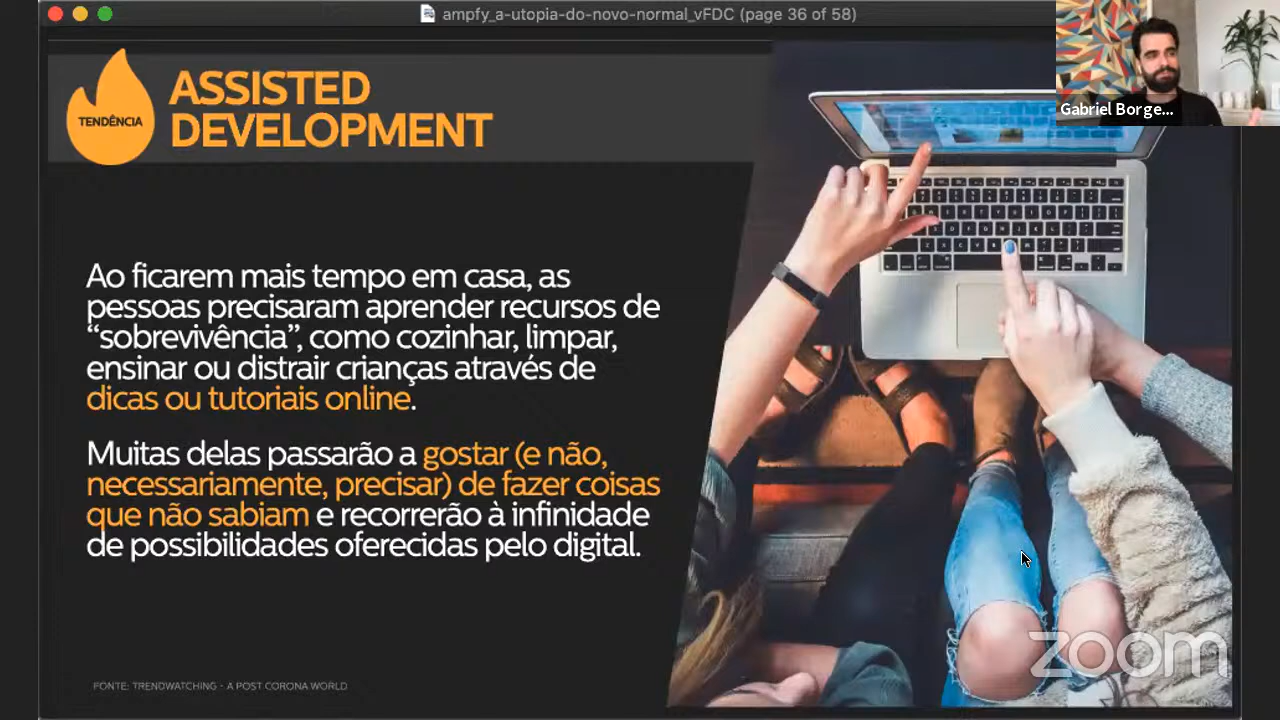 ampfy_a-utopia-do-novo-normal_vFDC (page 36 of 58)
Gabriel Borge...
TENDÊNCIA
ASSISTED
DEVELOPMENT
Ao ficarem mais tempo em casa, as
pessoas precisaram aprender recursos de
“sobrevivência”, como cozinhar, limpar,
ensinar ou distrair crianças através de
dicas ou tutoriais online.
Muitas delas passarão a gostar (e não,
necessariamente, precisar) de fazer coisas
que não sabiam e recorrerão à infinidade
de possibilidades oferecidas pelo digital.
zoom
FONTE: TRENDWATCHING - A POST CORONA WORLD